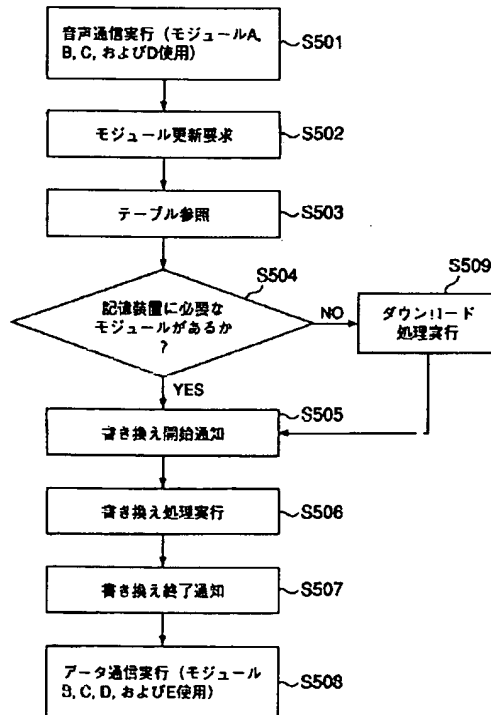 音声通信実行（モジュールA,
B, C, およびD使用）
S501
モジュール更新要求
S502
テーブル参照
S503
S504
記憶装置に必要な
モジュールがあるか
?
NO
S509
ダウンロード
処理実行
YES
S505
書き換え開始通知
書き換え処理実行
S506
書き換え終了通知
S507
データ通信実行（モジュール
B, C, D, およびE使用）
S508